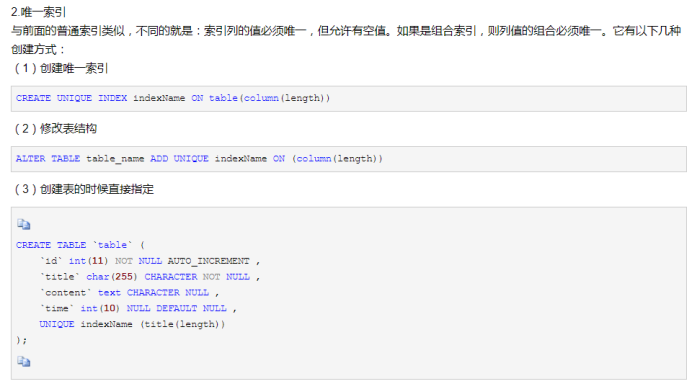 2.唯一索引
与前面的普通索引类似，不同的就是：索引列的值必须唯一，但允许有空值。如果是组合索引，则列值的组合必须唯一。它有以下几种
创建方式：
（1）创建唯一索引
CREATE UNIQUE INDEX indexName ON table(column(length))
（2）修改表结构
ALTER TABLE table_name ADD UNIQUE indexName ON (column(length))
（3）创建表的时候直接指定
CREATE TABLE `table` (
`id` int(11) NOT NULL AUTO_INCREMENT ,
`title` char(255) CHARACTER NOT NULL ,
`content` text CHARACTER NULL ,
`time` int(10) NULL DEFAULT NULL ,
UNIQUE indexName (title(length))
);